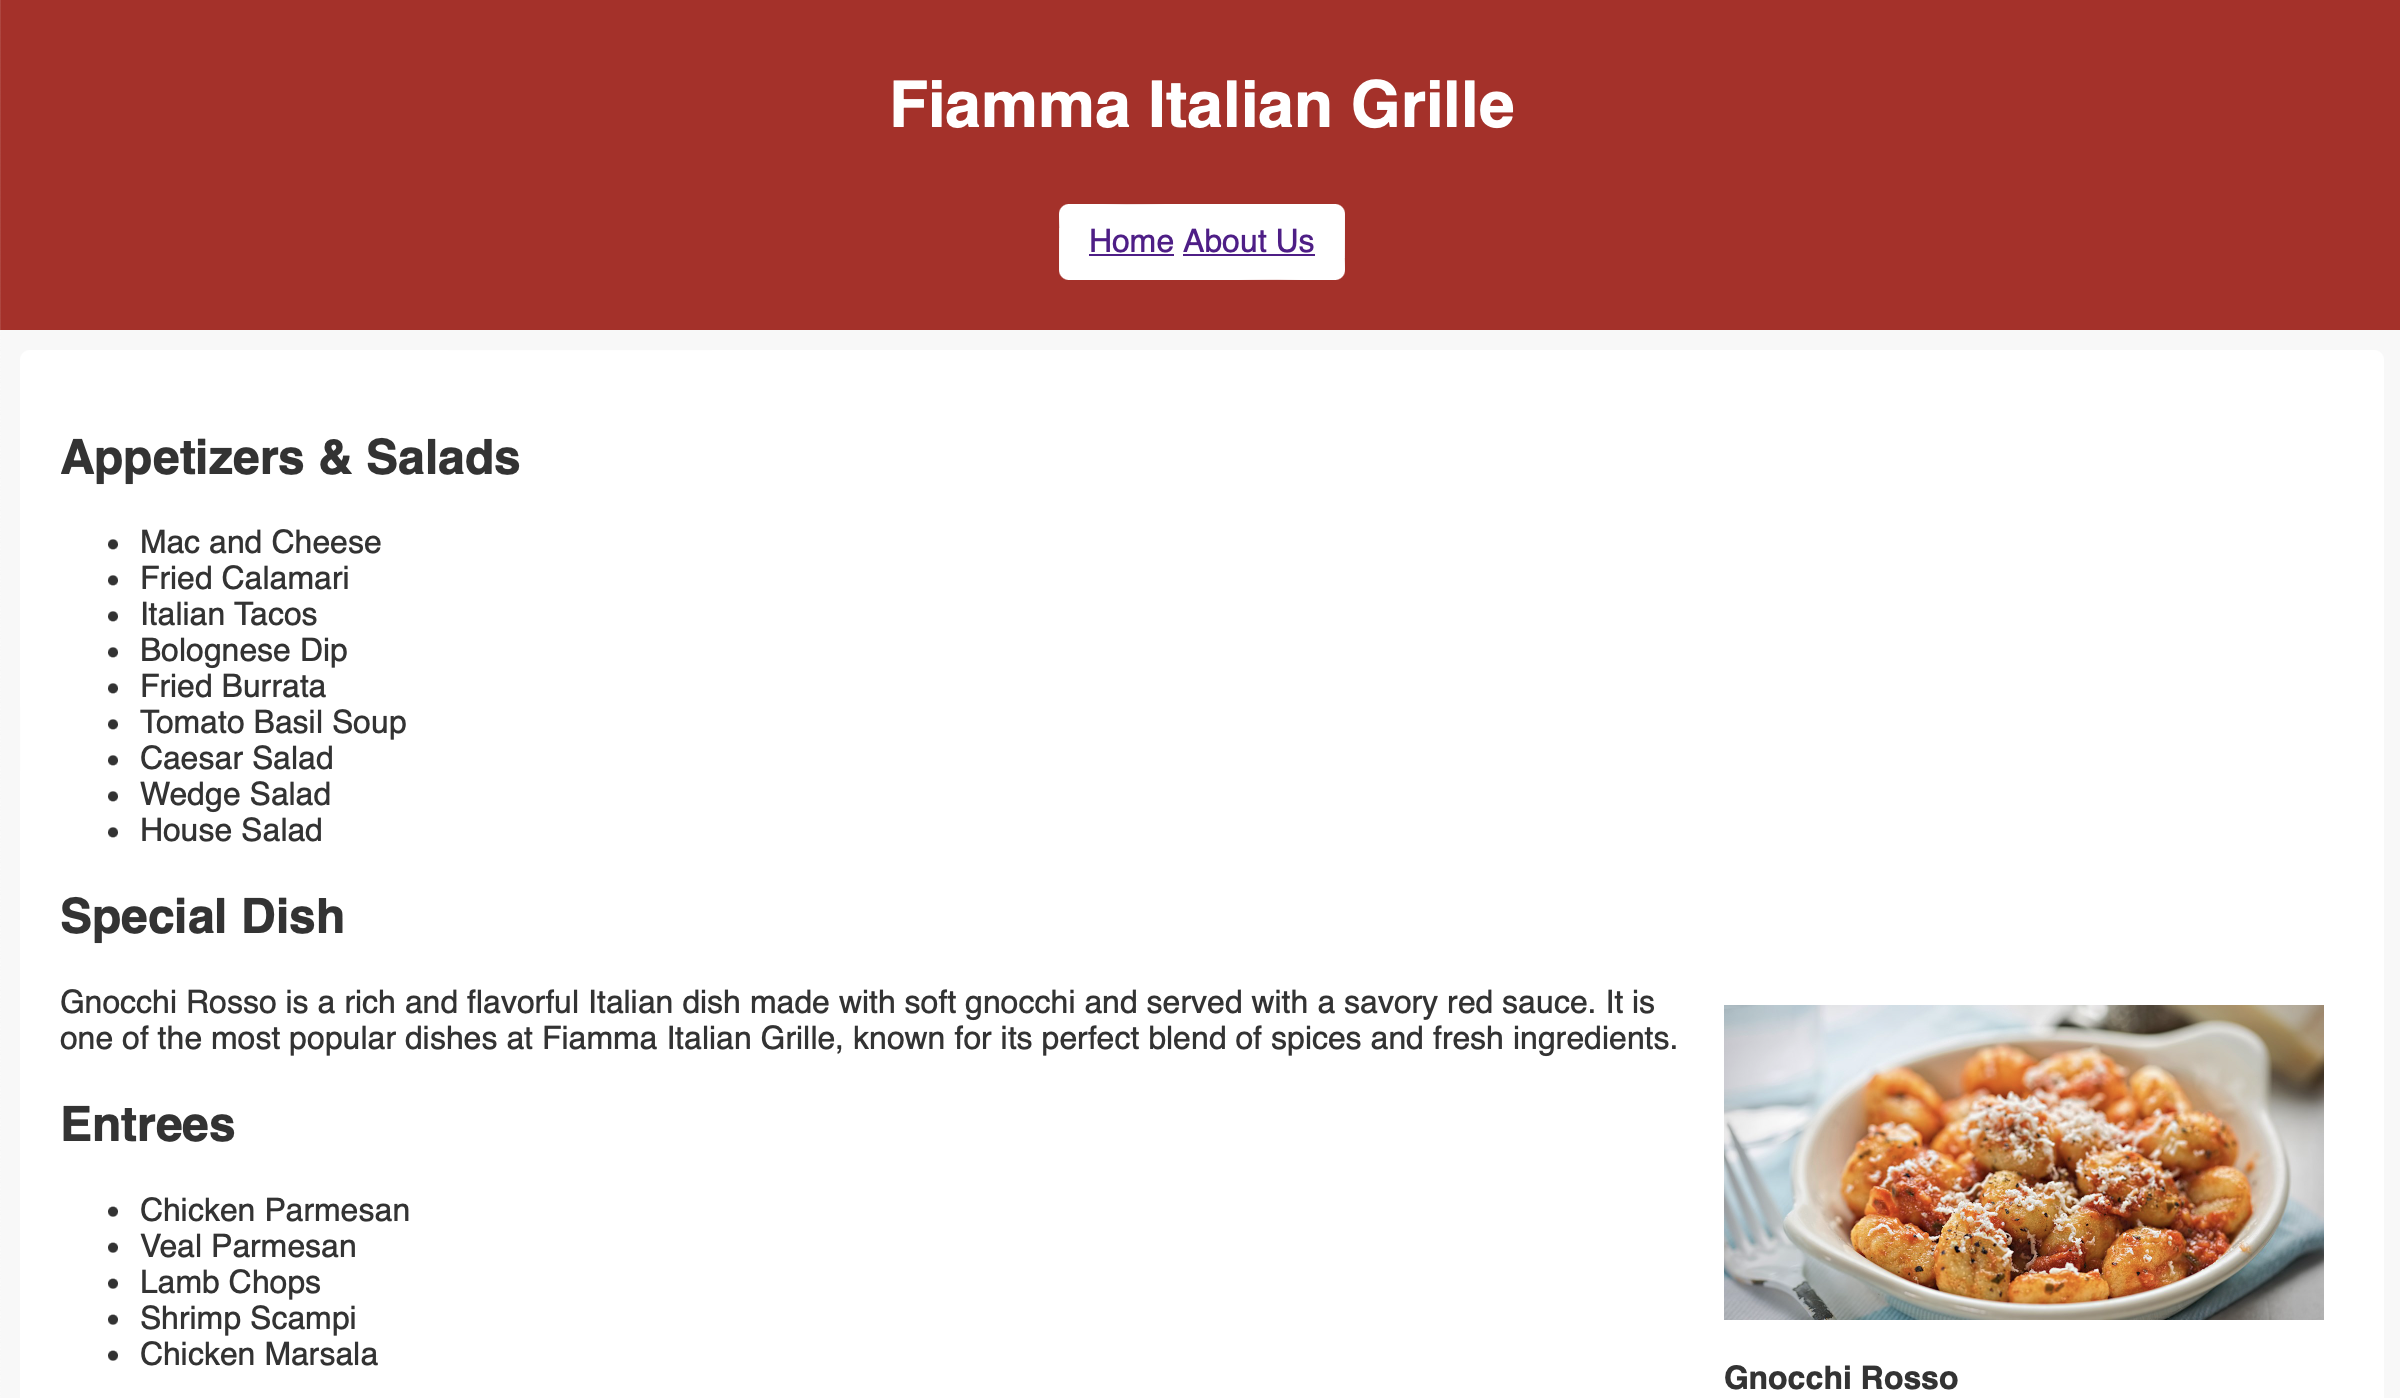 Fiamma Italian Grille
Home About Us
Appetizers & Salads
Mac and Cheese
Fried Calamari
Italian Tacos
Bolognese Dip
Fried Burrata
Tomato Basil Soup
Caesar Salad
Wedge Salad
House Salad
Special Dish
Gnocchi Rosso is a rich and flavorful Italian dish made with soft gnocchi and served with a savory red sauce. It is
one of the most popular dishes at Fiamma Italian Grille, known for its perfect blend of spices and fresh ingredients.
Entrees
Chicken Parmesan
Veal Parmesan
Lamb Chops
Shrimp Scampi
Chicken Marsala
Gnocchi Rosso